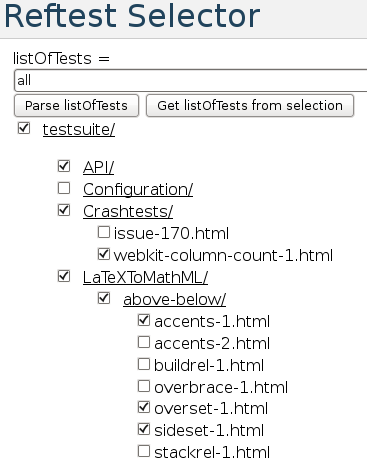 Reftest Selector
listOfTests =
all
Parse listOfTests Get listOfTests from selection
testsuite/
API/
Configuration/
Crashtests/
issue-170.html
webkit-column-count-1.html
LaTeXToMathML/
above-below/
accents-1.html
accents-2.html
buildrel-1.html
overbrace-1.html
overset-1.html
sideset-1.html
stackrel-1.html